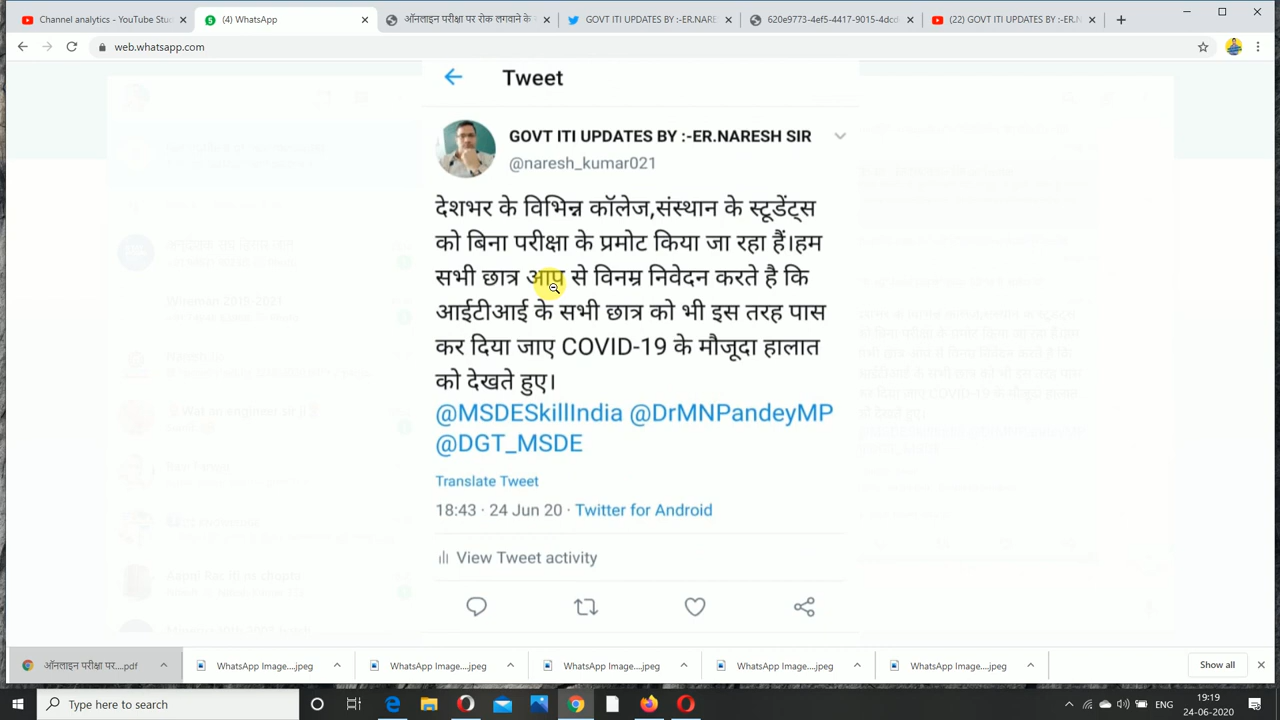 Channel analytics - YouTube Stud
(4) WhatsApp
ऑनलाइन परीक्षा पर रोक लगवाने के
GOVT ITI UPDATES BY :-ER.NARE
620e9773-4ef5-4417-9015-4dcd
(22) GOVT ITI UPDATES BY :-ER.N
web.whatsapp.com
Tweet
GOVT ITI UPDATES BY :-ER.NARESH SIR
@naresh_kumar021
देशभर के विभिन्न कॉलेज,संस्थान के स्टूडेंट्स
को बिना परीक्षा के प्रमोट किया जा रहा हैं।हम
सभी छात्र आप से विनम्र निवेदन करते है कि
आईटीआई के सभी छात्र को भी इस तरह पास
कर दिया जाए COVID-19 के मौजूदा हालात
को देखते हुए।
@MSDESkillIndia @DrMNPandeyMP
@DGT_MSDE
Translate Tweet
18:43 · 24 Jun 20 · Twitter for Android
View Tweet activity
ऑनलाइन परीक्षा पर....pdf
WhatsApp Image....jpeg
WhatsApp Image....jpeg
WhatsApp Image....jpeg
WhatsApp Image....jpeg
WhatsApp Image....jpeg
Show all
Type here to search
ENG
19:19
24-06-2020